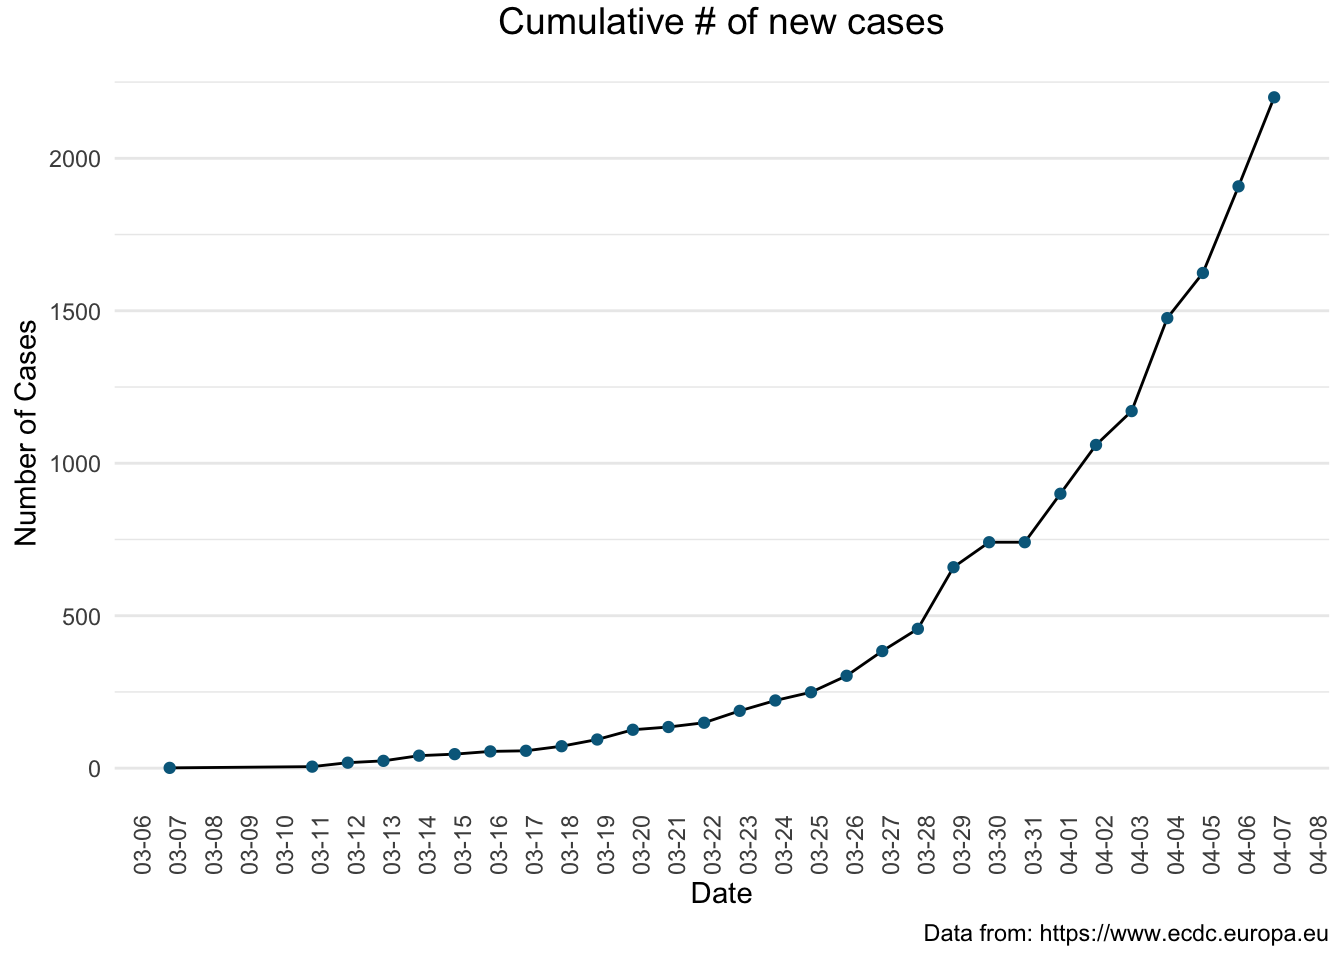 Cumulative # of new cases
Number of Cases
2000
1500
1000
500
0
03-06 03-07 03-08 03-09 03-10 03-11 03-12 03-13 03-14 03-15 03-16 03-17 03-18 03-19 03-20 03-21 03-22 03-23 03-24 03-25 03-26 03-27 03-28 03-29 03-30 03-31 04-01 04-02 04-03 04-04 04-05 04-06 04-07 04-08
Date
Data from: https://www.ecdc.europa.eu